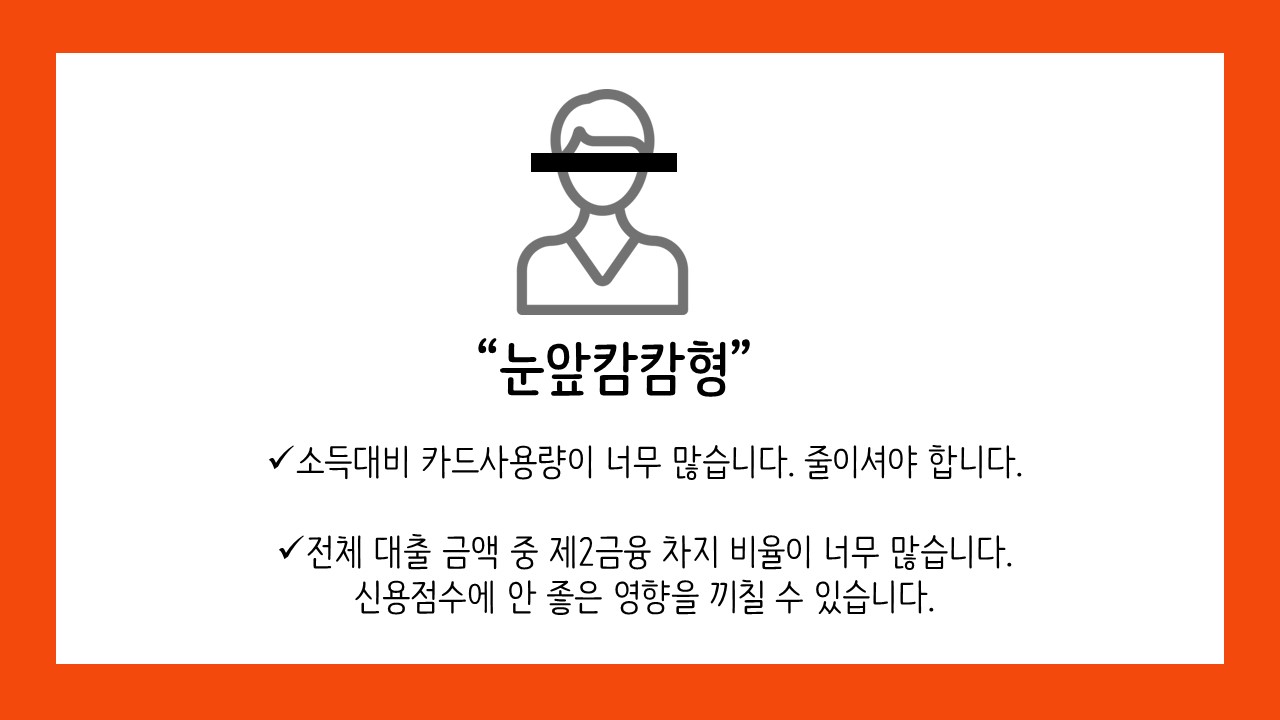 “눈앞캄캄형”
✓소득대비 카드사용량이 너무 많습니다. 줄이셔야 합니다.
✓전체 대출 금액 중 제2금융 차지 비율이 너무 많습니다.
신용점수에 안 좋은 영향을 끼칠 수 있습니다.